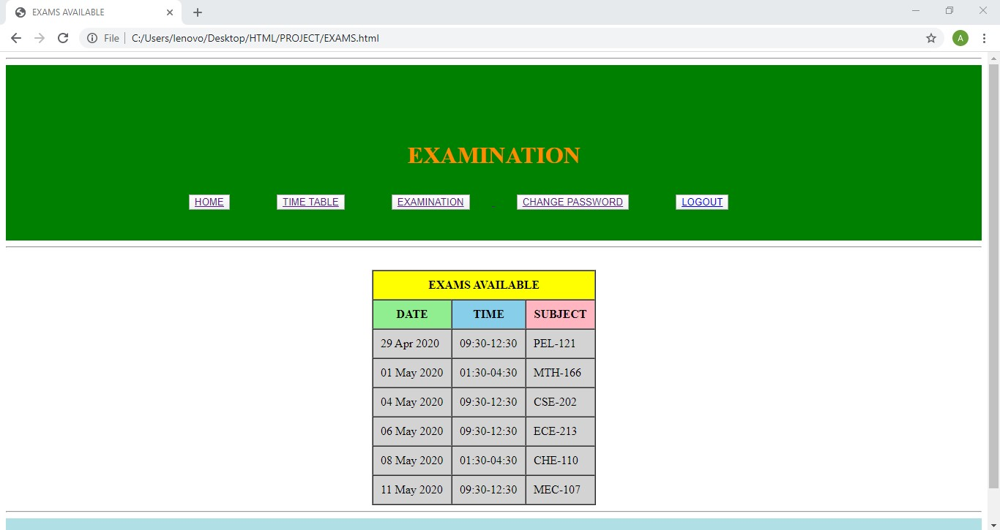 EXAMS AVAILABLE
File C:/Users/lenovo/Desktop/HTML/PROJECT/EXAMS.html A
EXAMINATION
HOME TIME TABLE EXAMINATION CHANGE PASSWORD LOGOUT
EXAMS AVAILABLE
DATE TIME SUBJECT
29 Apr 2020 09:30-12:30 PEL-121
01 May 2020 01:30-04:30 MTH-166
04 May 2020 09:30-12:30 CSE-202
06 May 2020 09:30-12:30 ECE-213
08 May 2020 01:30-04:30 CHE-110
11 May 2020 09:30-12:30 MEC-107